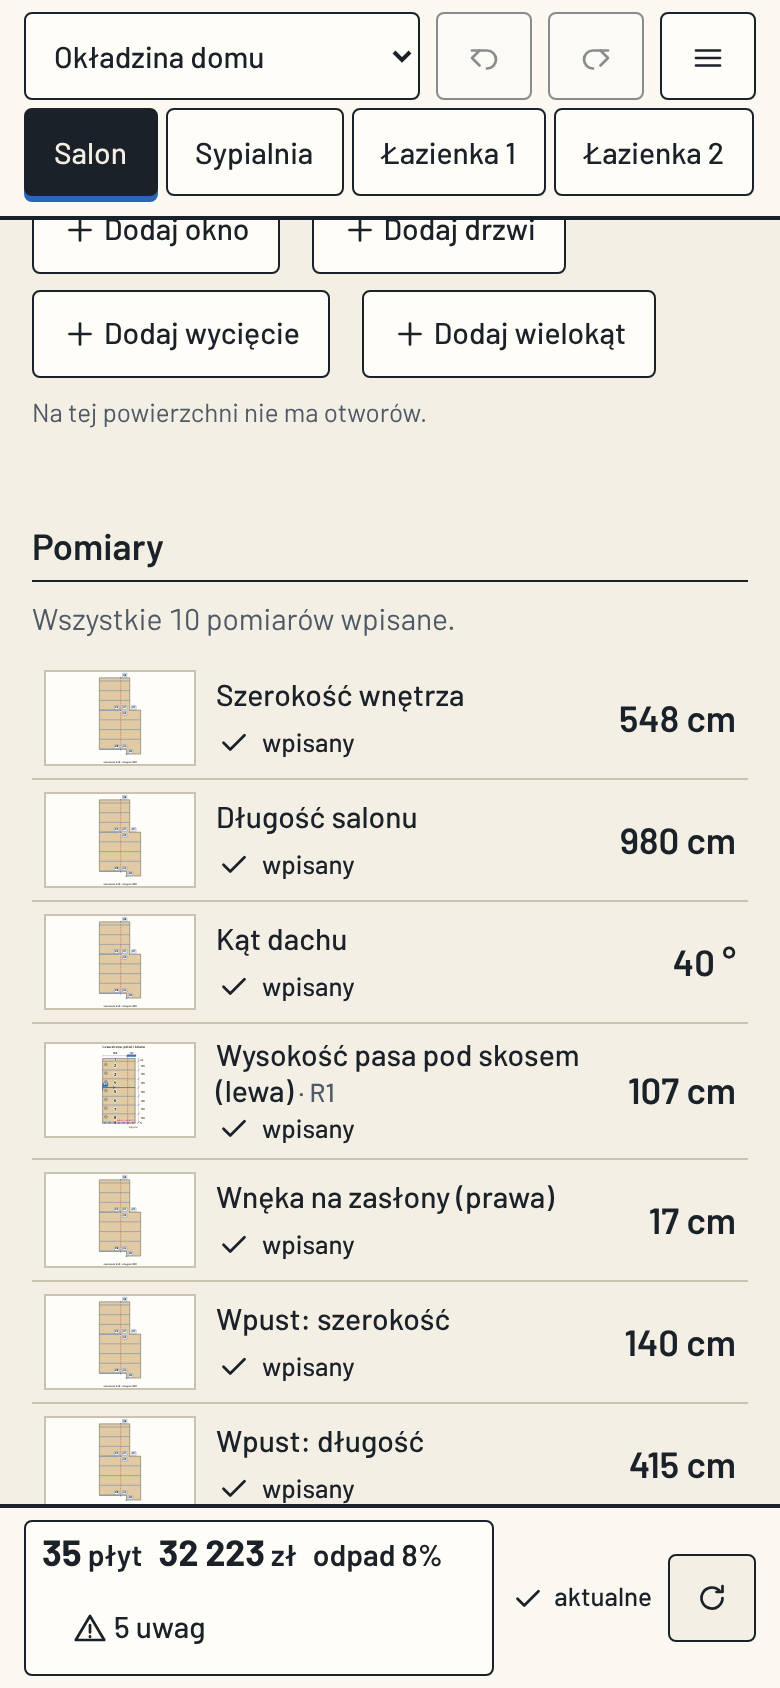 Okładzina domu
Salon
Sypialnia
Łazienka 1
Łazienka 2
Dodaj okno
Dodaj drzwi
Dodaj wycięcie
Dodaj wielokąt
Na tej powierzchni nie ma otworów.
Pomiary
Wszystkie 10 pomiarów wpisane.
Szerokość wnętrza
wpisany
548 cm
Długość salonu
wpisany
980 cm
Kąt dachu
wpisany
40 °
Wysokość pasa pod skosem
(lewa) · R1
wpisany
107 cm
Wnęka na zasłony (prawa)
wpisany
17 cm
Wpust: szerokość
wpisany
140 cm
Wpust: długość
wpisany
415 cm
35 płyt 32 223 zł odpad 8%
5 uwag
aktualne